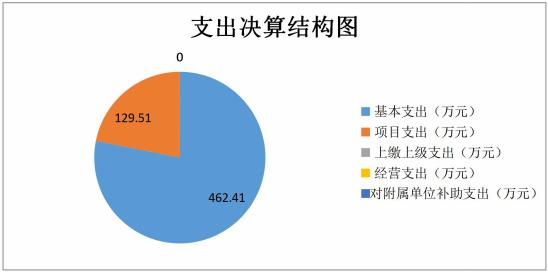 支出决算结构图
0
129.51
462.41
基本支出（万元）
项目支出（万元）
上缴上级支出（万元）
经营支出（万元）
对附属单位补助支出（万元）